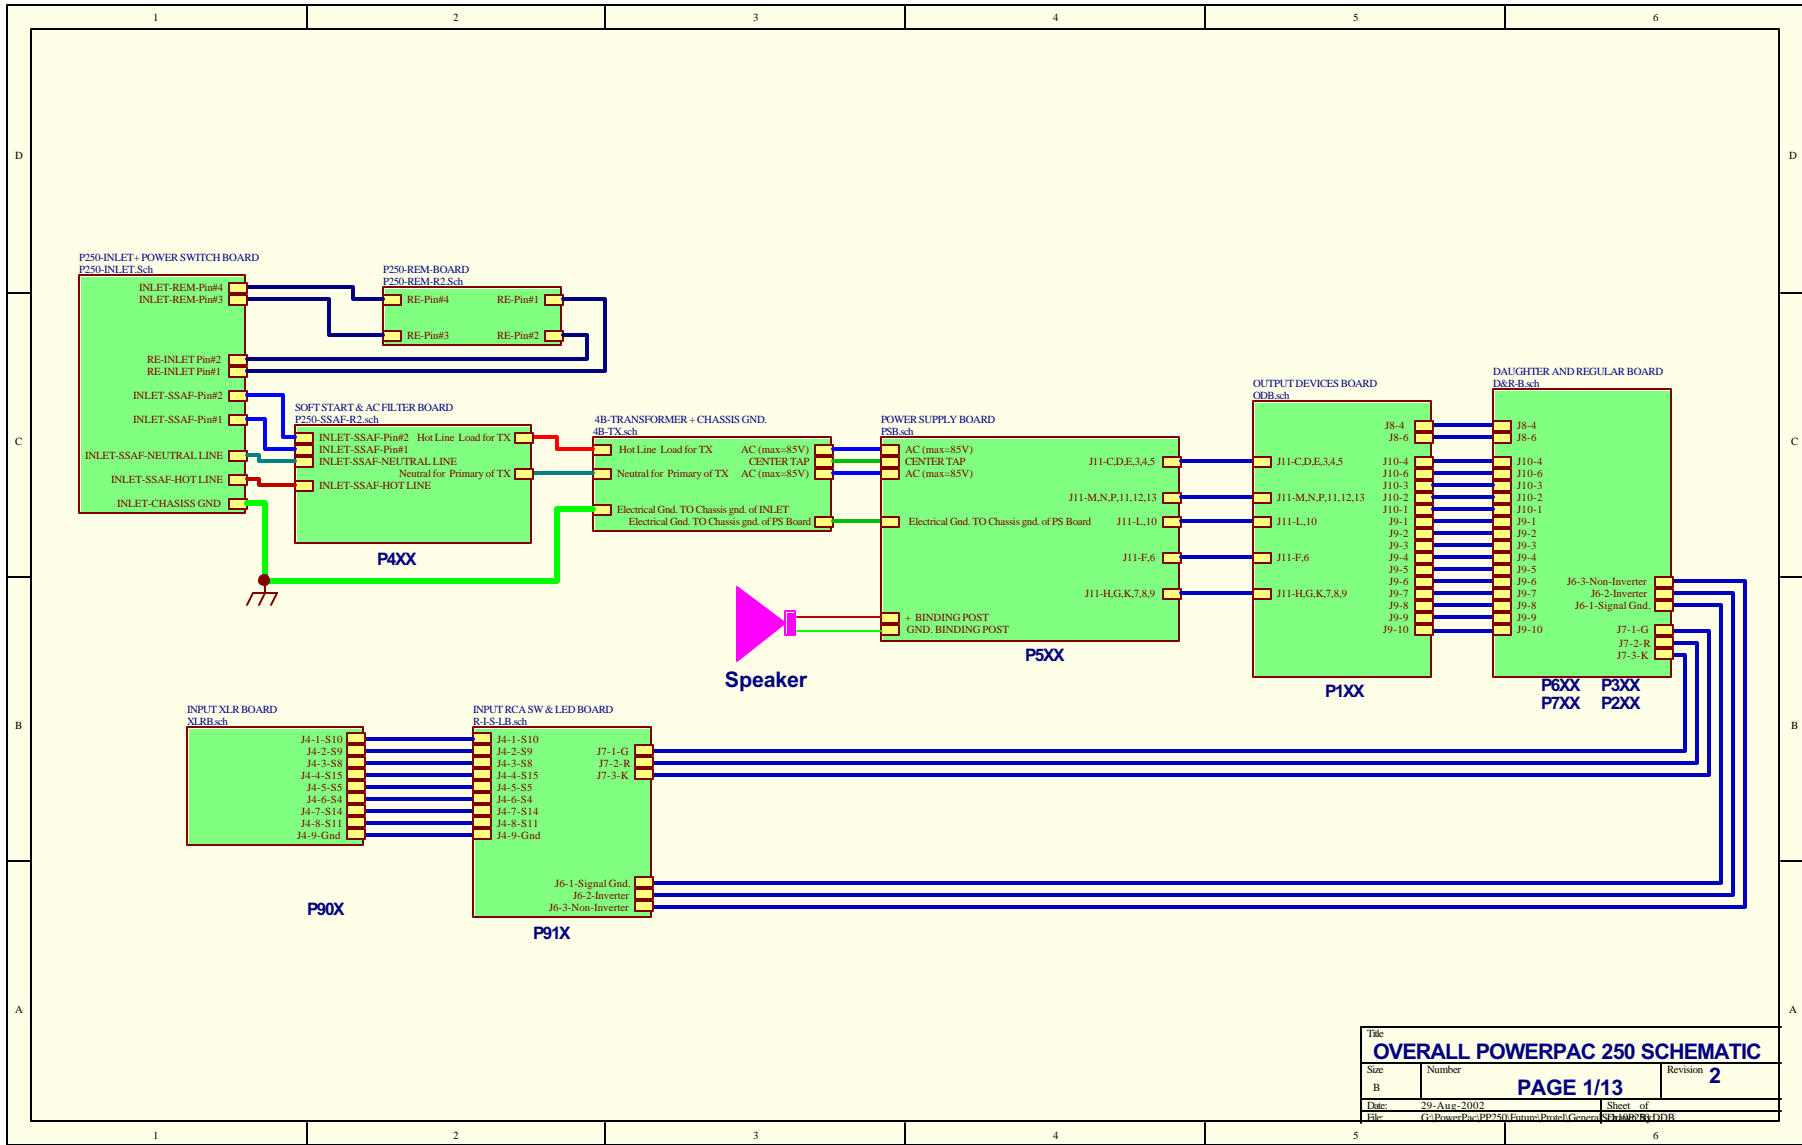 1 2 3 4 5 6
D D
P250-INLET+ POWER SWITCH BOARD
P250-INLET.Sch
INLET-REM-Pin#4
INLET-REM-Pin#3
RE-INLET Pin#2
RE-INLET Pin#1
INLET-SSAF-Pin#2
INLET-SSAF-Pin#1
INLET-SSAF-NEUTRAL LINE
INLET-SSAF-HOT LINE
INLET-CHASISS GND
P250-REM-BOARD
P250-REM-R2.Sch
RE-Pin#4 RE-Pin#1
RE-Pin#3 RE-Pin#2
SOFT START & AC FILTER BOARD
P250-SSAF-R2.sch
INLET-SSAF-Pin#2 Hot Line Load for TX
INLET-SSAF-Pin#1
INLET-SSAF-NEUTRAL LINE
Neutral for Primary of TX
INLET-SSAF-HOT LINE
P4XX
4B-TRANSFORMER + CHASSIS GND.
4B-TX.sch
Hot Line Load for TX AC (max=85V)
CENTER TAP
Neutral for Primary of TX AC (max=85V)
Electrical Gnd. TO Chassis gnd. of INLET
Electrical Gnd. TO Chassis gnd. of PS Board
POWER SUPPLY BOARD
PSB.sch
AC (max=85V)
CENTER TAP
AC (max=85V)
J11-C,D,E,3,4,5
J11-M,N,P,11,12,13
Electrical Gnd. TO Chassis gnd. of PS Board J11-L,10
J11-F,6
J11-H,G,K,7,8,9
+ BINDING POST
GND. BINDING POST
P5XX
Speaker
OUTPUT DEVICES BOARD
ODB.sch
J11-C,D,E,3,4,5
J11-M,N,P,11,12,13
J11-L,10
J11-F,6
J11-H,G,K,7,8,9
J8-4
J8-6
J10-4
J10-6
J10-3
J10-2
J10-1
J9-1
J9-2
J9-3
J9-4
J9-5
J9-6
J9-7
J9-8
J9-9
J9-10
P1XX
DAUGHTER AND REGULAR BOARD
D&R-B.sch
J8-4
J8-6
J10-4
J10-6
J10-3
J10-2
J10-1
J9-1
J9-2
J9-3
J9-4
J9-5
J9-6
J9-7
J9-8
J9-9
J9-10
J6-3-Non-Inverter
J6-2-Inverter
J6-1-Signal Gnd.
J7-1-G
J7-2-R
J7-3-K
P6XX P3XX
P7XX P2XX
C C
B B
INPUT XLR BOARD
XLRB.sch
J4-1-S10
J4-2-S9
J4-3-S8
J4-4-S15
J4-5-S5
J4-6-S4
J4-7-S14
J4-8-S11
J4-9-Gnd
P90X
INPUT RCA SW & LED BOARD
R-I-S-LB.sch
J4-1-S10
J4-2-S9
J4-3-S8
J4-4-S15
J4-5-S5
J4-6-S4
J4-7-S14
J4-8-S11
J4-9-Gnd
J7-1-G
J7-2-R
J7-3-K
J6-1-Signal Gnd.
J6-2-Inverter
J6-3-Non-Inverter
P91X
A A
Title
OVERALL POWERPAC 250 SCHEMATIC
Size Number Revision
B PAGE 1/13 2
Date: 29-Aug-2002 Sheet of
File: G:\PowerPac\PP250\Future\Protel\General
1 2 3 4 5 6